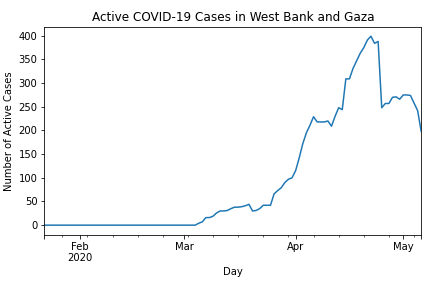 Active COVID-19 Cases in West Bank and Gaza
Number of Active Cases
400
350
300
250
200
150
100
50
0
Feb
2020
Mar
Apr
May
Day